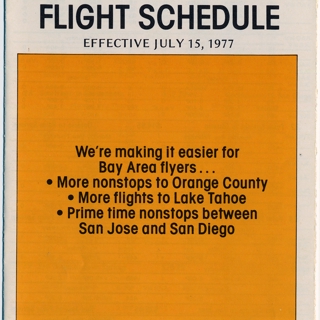 FLIGHT SCHEDULE
EFFECTIVE JULY 15, 1977
We're making it easier for
Bay Area flyers...
• More nonstops to Orange County
• More flights to Lake Tahoe
• Prime time nonstops between
San Jose and San Diego